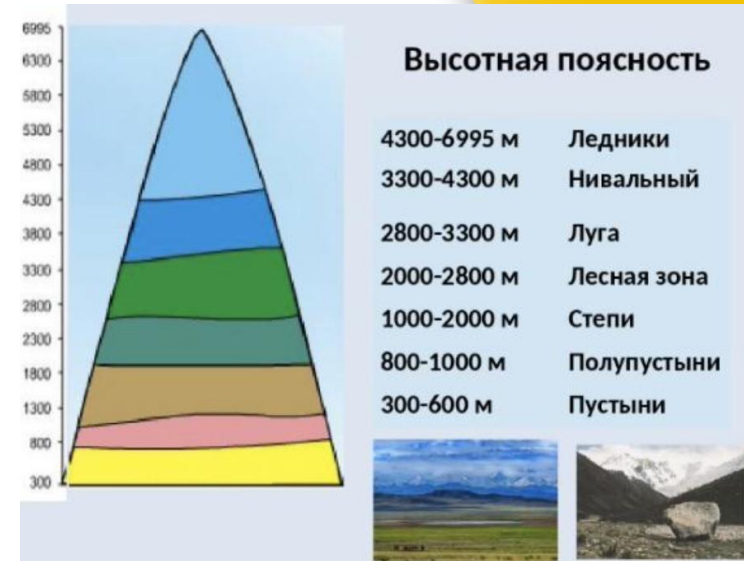 Высотная поясность
6995
6300
5800
5300
4800
4300
3800
3300
2800
2300
1800
1300
800
300
4300-6995 м Ледники
3300-4300 м Нивальный
2800-3300 м Луга
2000-2800 м Лесная зона
1000-2000 м Степи
800-1000 м Полупустыни
300-600 м Пустыни